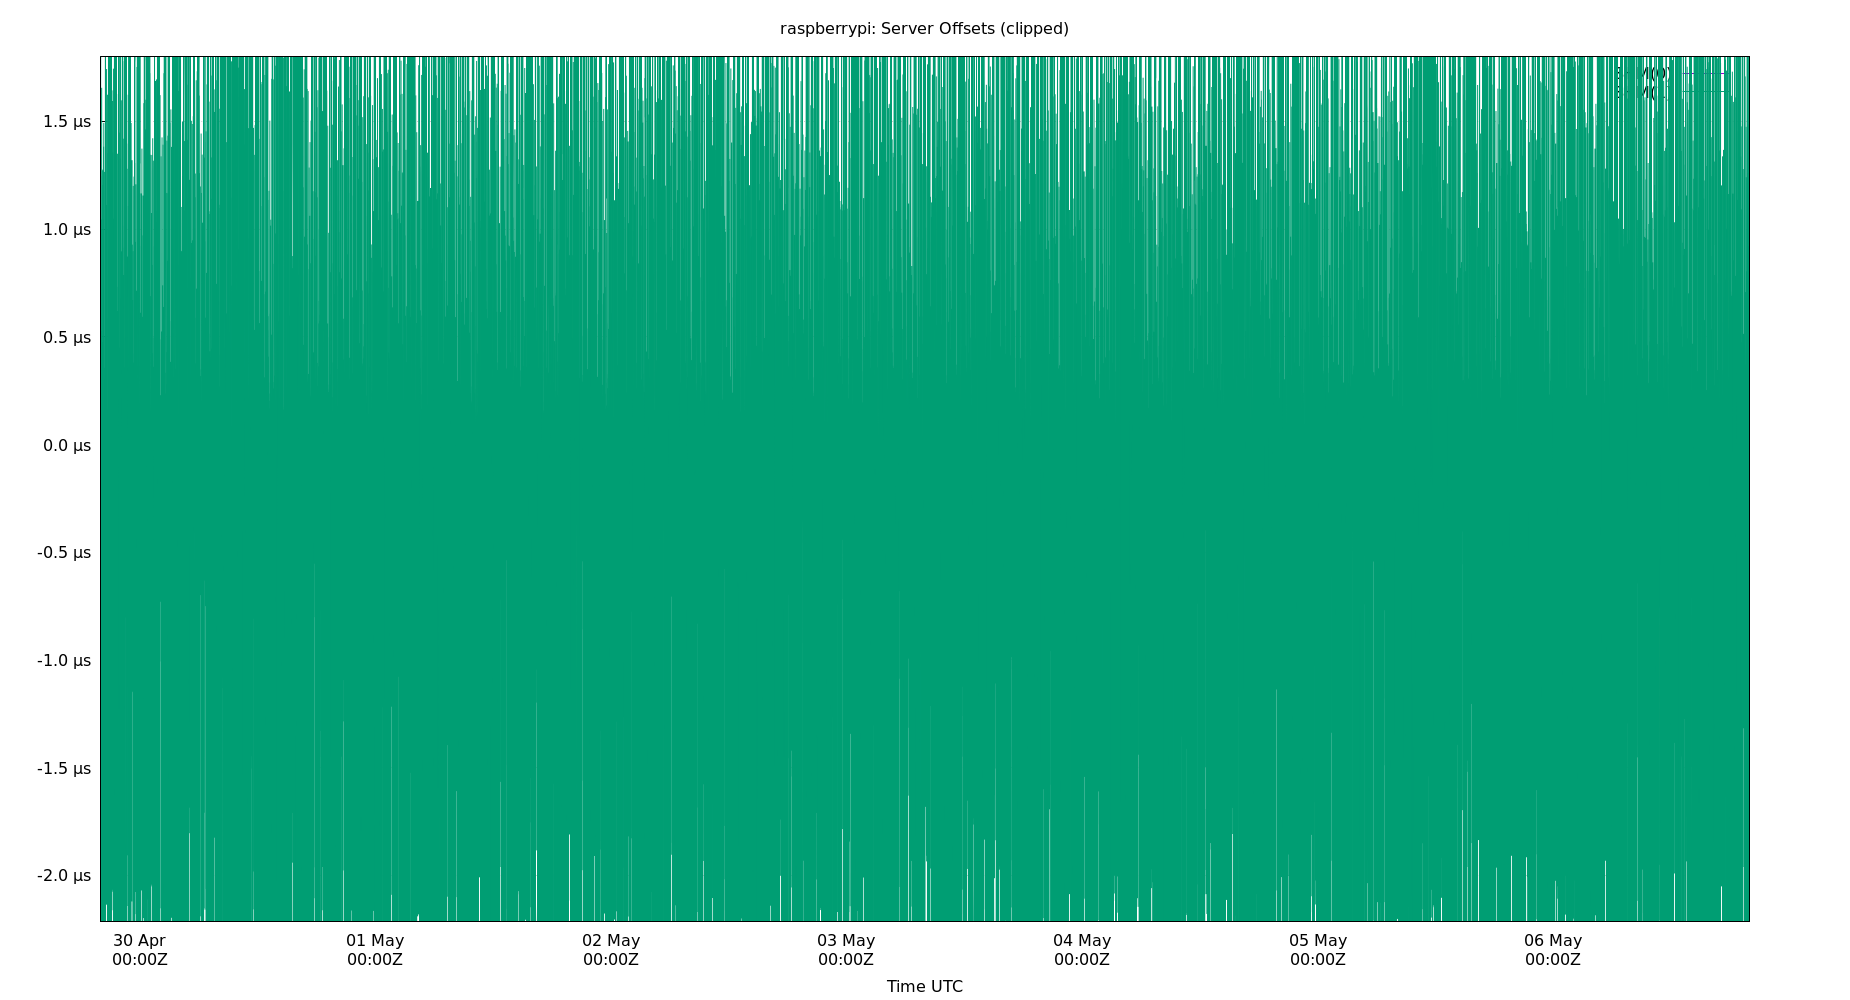 raspberrypi: Server Offsets (clipped)
1.5 µs
1.0 µs
0.5 µs
0.0 µs
-0.5 µs
-1.0 µs
-1.5 µs
-2.0 µs
30 Apr 01 May 02 May 03 May 04 May 05 May 06 May
00:00Z 00:00Z 00:00Z 00:00Z 00:00Z 00:00Z 00:00Z
Time UTC